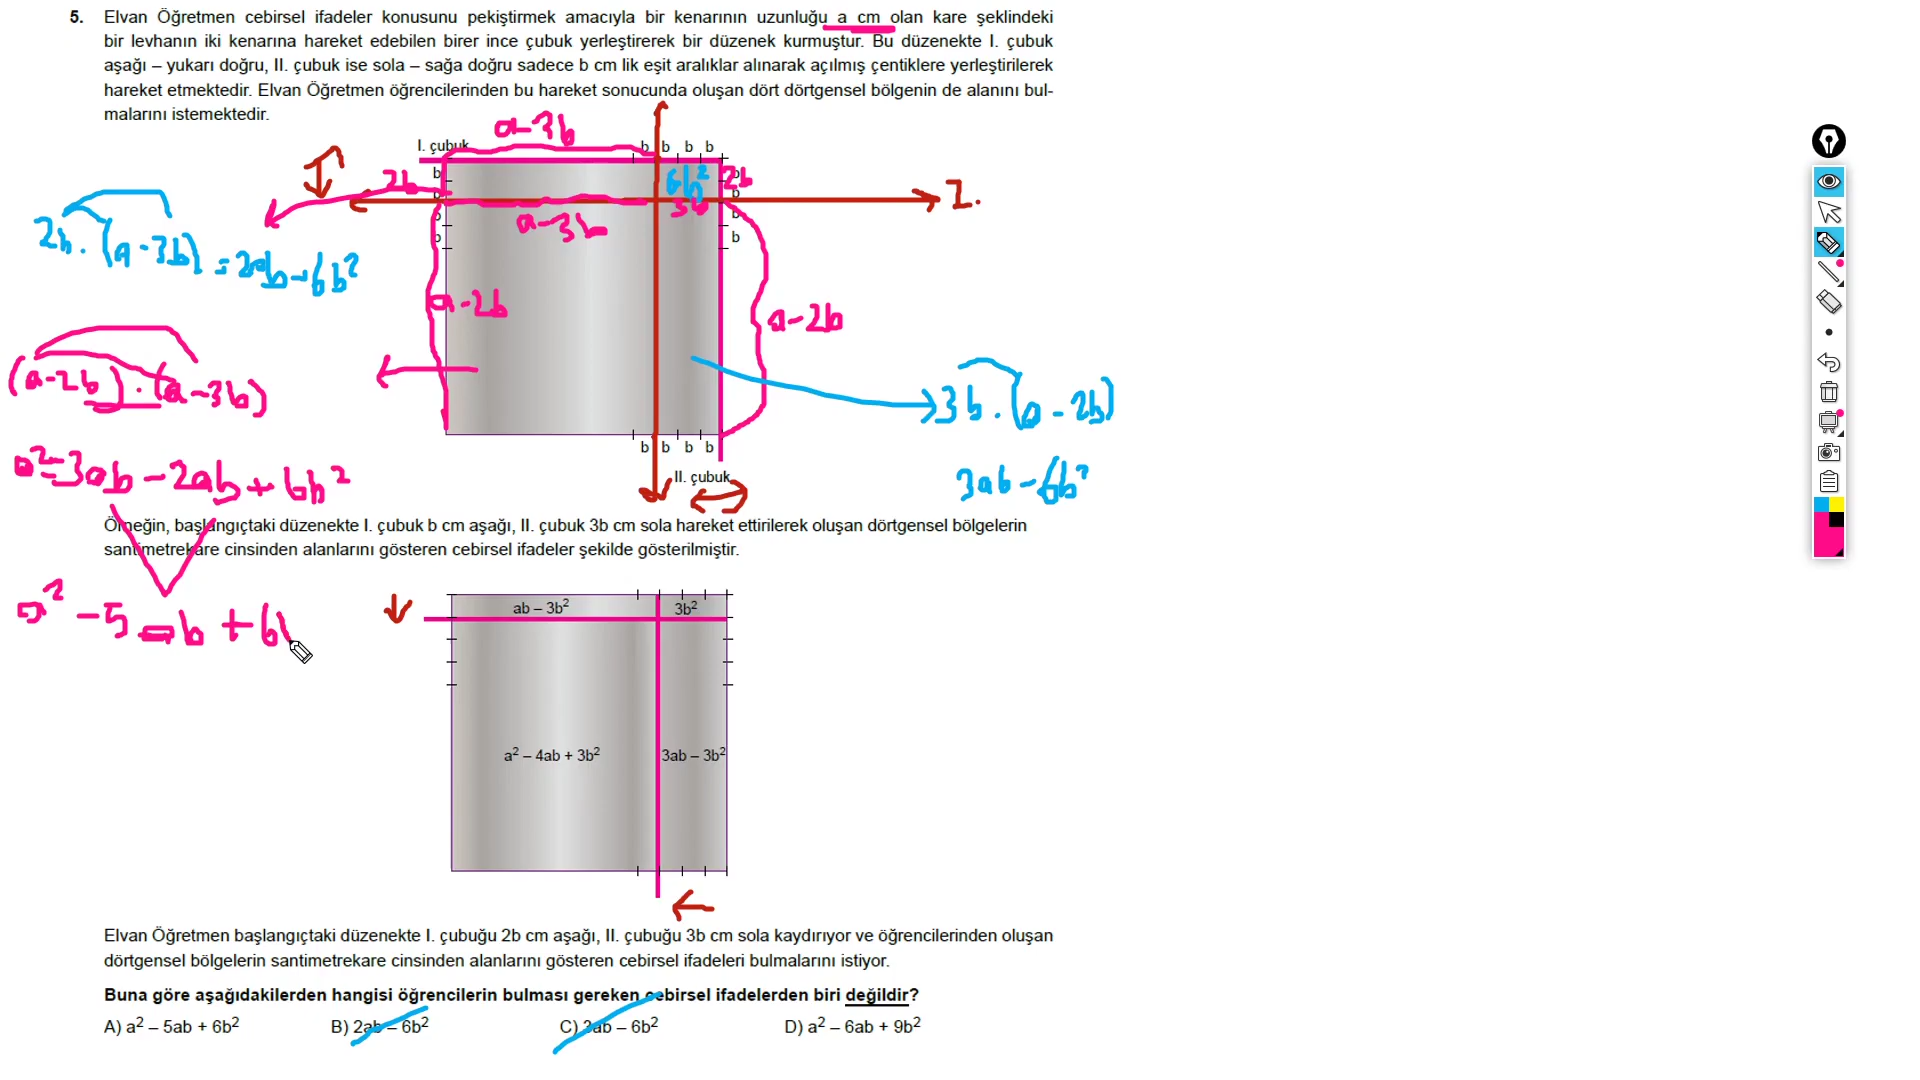 5. Elvan Öğretmen cebirsel ifadeler konusunu pekiştirmek amacıyla bir kenarının uzunluğu a cm olan kare şeklindeki
bir levhanın iki kenarına hareket edebilen birer ince çubuk yerleştirerek bir düzenek kurmuştur. Bu düzenekte I. çubuk
aşağı – yukarı doğru, II. çubuk ise sola – sağa doğru sadece b cm lik eşit aralıklar alınarak açılmış çentiklere yerleştirilerek
hareket etmektedir. Elvan Öğretmen öğrencilerinden bu hareket sonucunda oluşan dört dörtgensel bölgenin de alanını bul-
malarını istemektedir.
a-3b
I. çubuk b b b b
b 6b² b
2b 2b
b b
I.
3b
b b
a-3b
b b
2b.(a-3b)=2ab-6b²
a-2b a-2b
(a-2b).(a-3b) 3b.(a-2b)
b b b b
a²-3ab-2ab+6b² II. çubuk 3ab-6b²
Örneğin, başlangıçtaki düzenekte I. çubuk b cm aşağı, II. çubuk 3b cm sola hareket ettirilerek oluşan dörtgensel bölgelerin
santimetrekare cinsinden alanlarını gösteren cebirsel ifadeler şekilde gösterilmiştir.
a²-5ab+6
ab – 3b² 3b²
a² – 4ab + 3b² 3ab – 3b²
Elvan Öğretmen başlangıçtaki düzenekte I. çubuğu 2b cm aşağı, II. çubuğu 3b cm sola kaydırıyor ve öğrencilerinden oluşan
dörtgensel bölgelerin santimetrekare cinsinden alanlarını gösteren cebirsel ifadeleri bulmalarını istiyor.
Buna göre aşağıdakilerden hangisi öğrencilerin bulması gereken cebirsel ifadelerden biri değildir?
A) a² – 5ab + 6b² B) 2ab – 6b² C) 3ab – 6b² D) a² – 6ab + 9b²